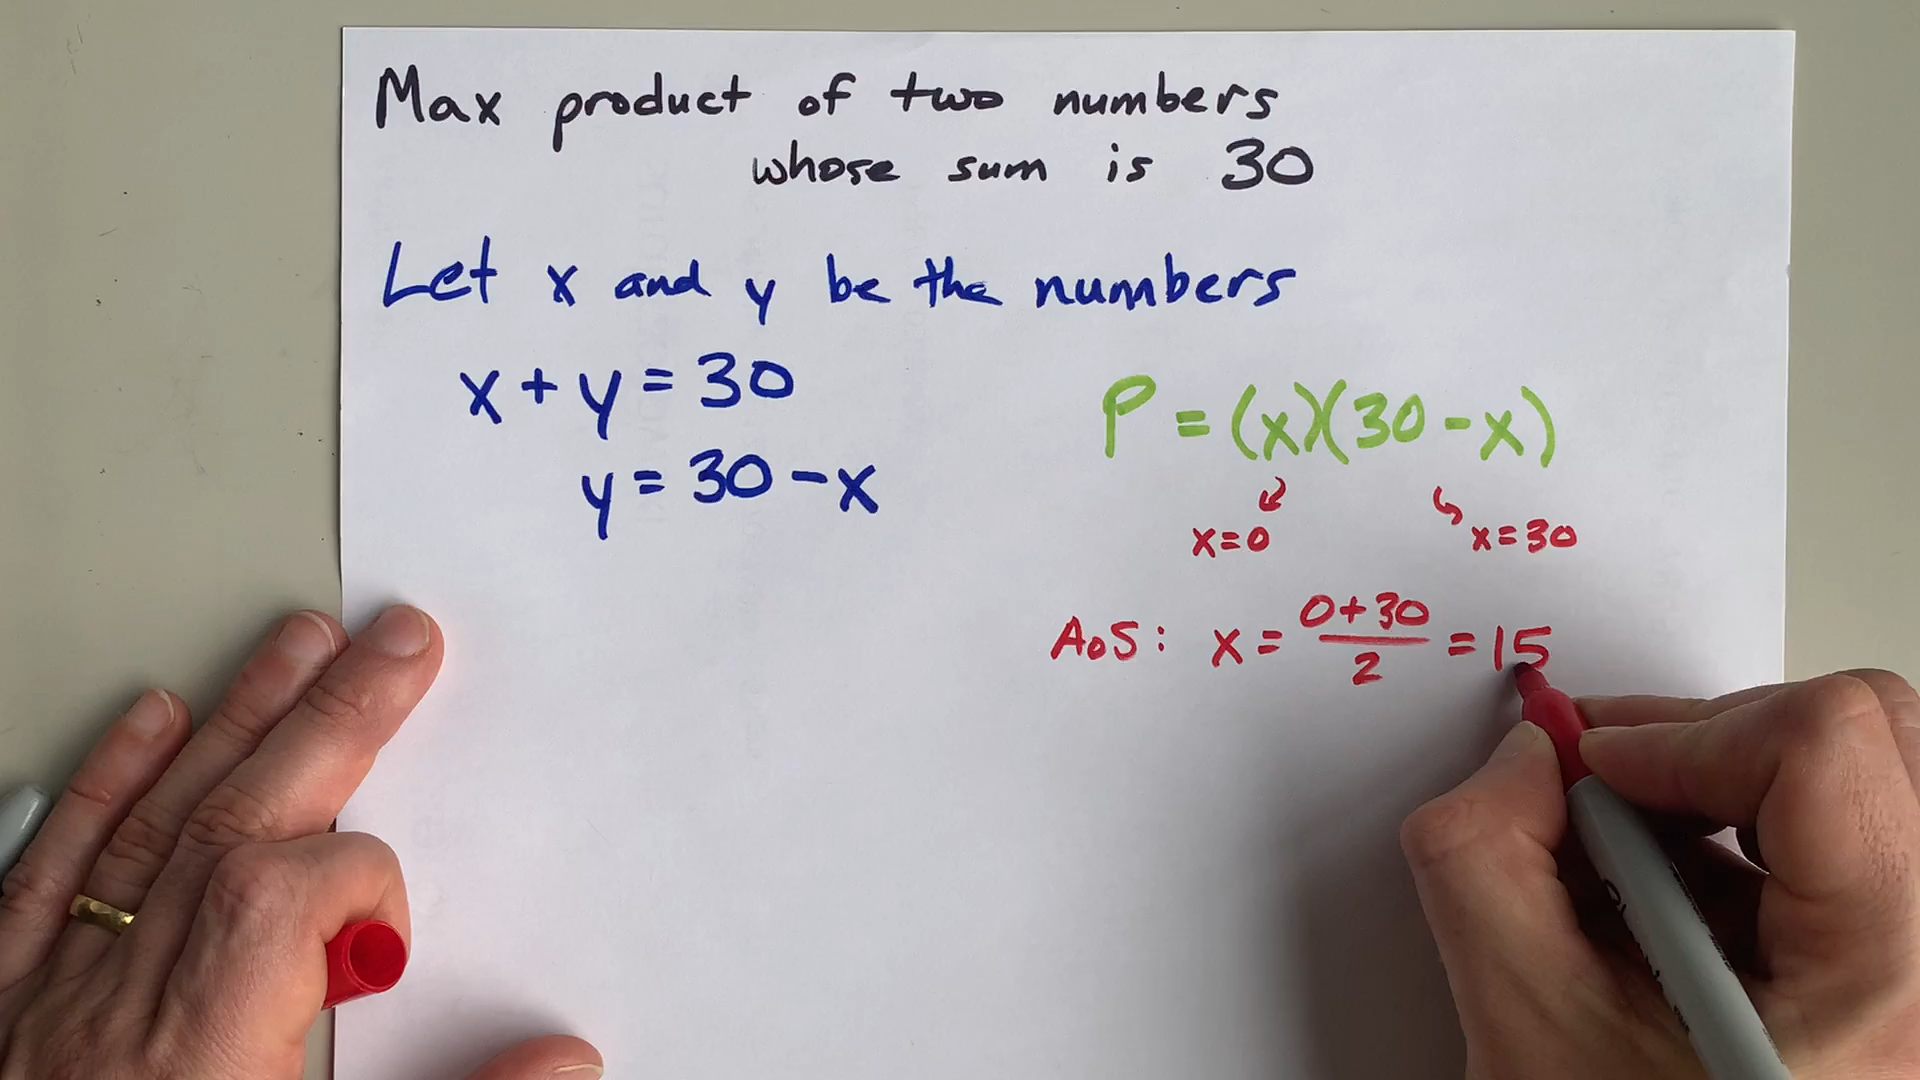 Max product of two numbers
whose sum is 30
Let x and y be the numbers
x + y = 30
y = 30 - x
P = (x)(30 - x)
x=0
x=30
AoS: x = 0+30/2 = 15